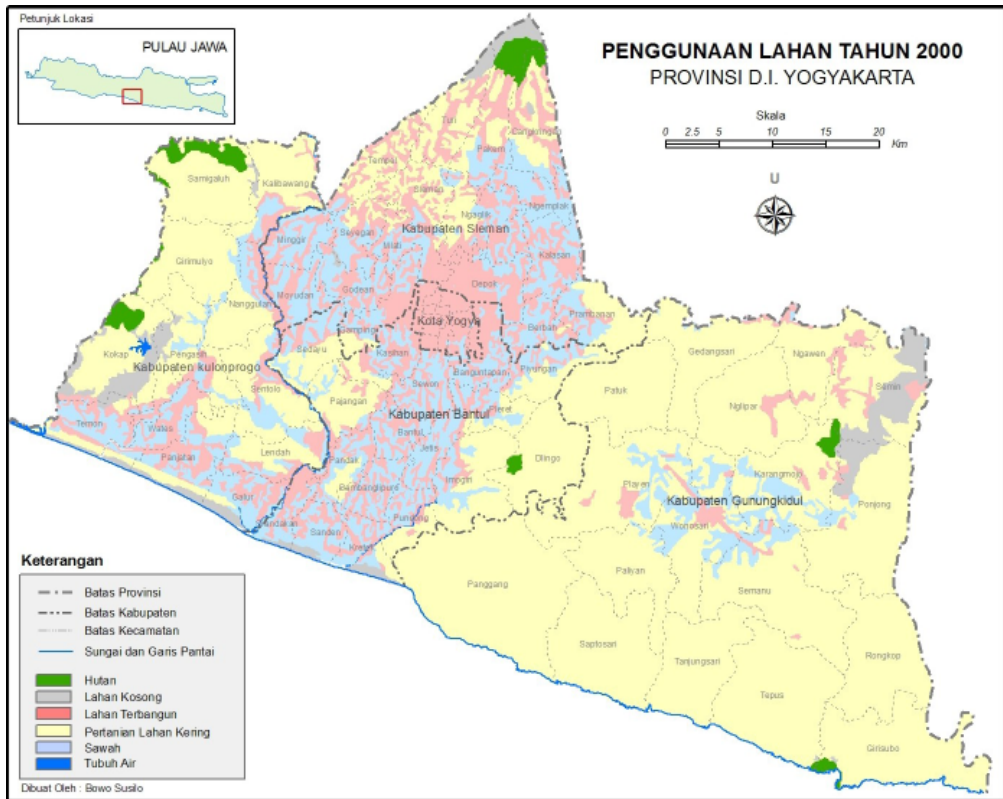 Petunjuk Lokasi
PULAU JAWA
PENGGUNAAN LAHAN TAHUN 2000
PROVINSI D.I. YOGYAKARTA
Skala
0 2.5 5 10 15 20
Km
U
Turi
Cangkringan
Pakem
Tempel
Samigaluh
Kalibawang
Sleman
Ngemplak
Ngaglik
Kabupaten Sleman
Minggir
Seyegan
Mlati
Kalasan
Girimulyo
Depok
Nanggulan
Moyudan
Godean
Kota Yogya
Prambanan
Gamping
Berbah
Kokap
Pengasih
Sedayu
Kasihan
Banguntapan
Piyungan
Gedangsari
Ngawen
Kabupaten kulonprogo
Patuk
Semin
Sentolo
Sewon
Nglipar
Pajangan
Kabupaten Bantul
Pleret
Temon
Wates
Bantul
Jetis
Panjatan
Lendah
Pandak
Dlingo
Imogiri
Karangmojo
Playen
Kabupaten Gunungkidul
Ponjong
Galur
Bambanglipuro
Pundong
Wonosari
Srandakan
Sanden
Kretek
Paliyan
Panggang
Semanu
Saptosari
Tanjungsari
Rongkop
Tepus
Girisubo
Keterangan
Batas Provinsi
Batas Kabupaten
Batas Kecamatan
Sungai dan Garis Pantai
Hutan
Lahan Kosong
Lahan Terbangun
Pertanian Lahan Kering
Sawah
Tubuh Air
Dibuat Oleh : Bowo Susilo